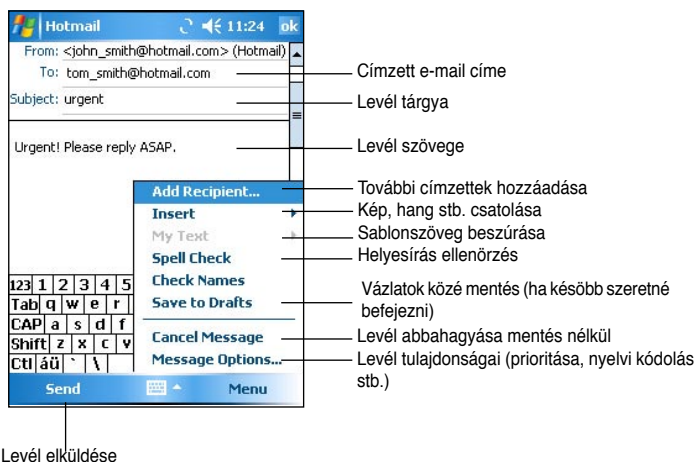 Hotmail 11:24 ok
From: <john_smith@hotmail.com> (Hotmail)
To: tom_smith@hotmail.com
Címzett e-mail címe
Subject: urgent
Levél tárgya
Urgent! Please reply ASAP.
Levél szövege
Add Recipient...
További címzettek hozzáadása
Insert
Kép, hang stb. csatolása
My Text
Sablonszöveg beszúrása
Spell Check
Helyesírás ellenörzés
Check Names
Save to Drafts
Vázlatok közé mentés (ha késöbb szeretné
befejezni)
Cancel Message
Levél abbahagyása mentés nélkül
Message Options...
Levél tulajdonságai (prioritása, nyelvi kódolás
stb.)
123 1 2 3 4 5
Tab q w e r
CAP a s d f
Shift z x c v
Ctl áü ` \
Send Menu
Levél elküldése